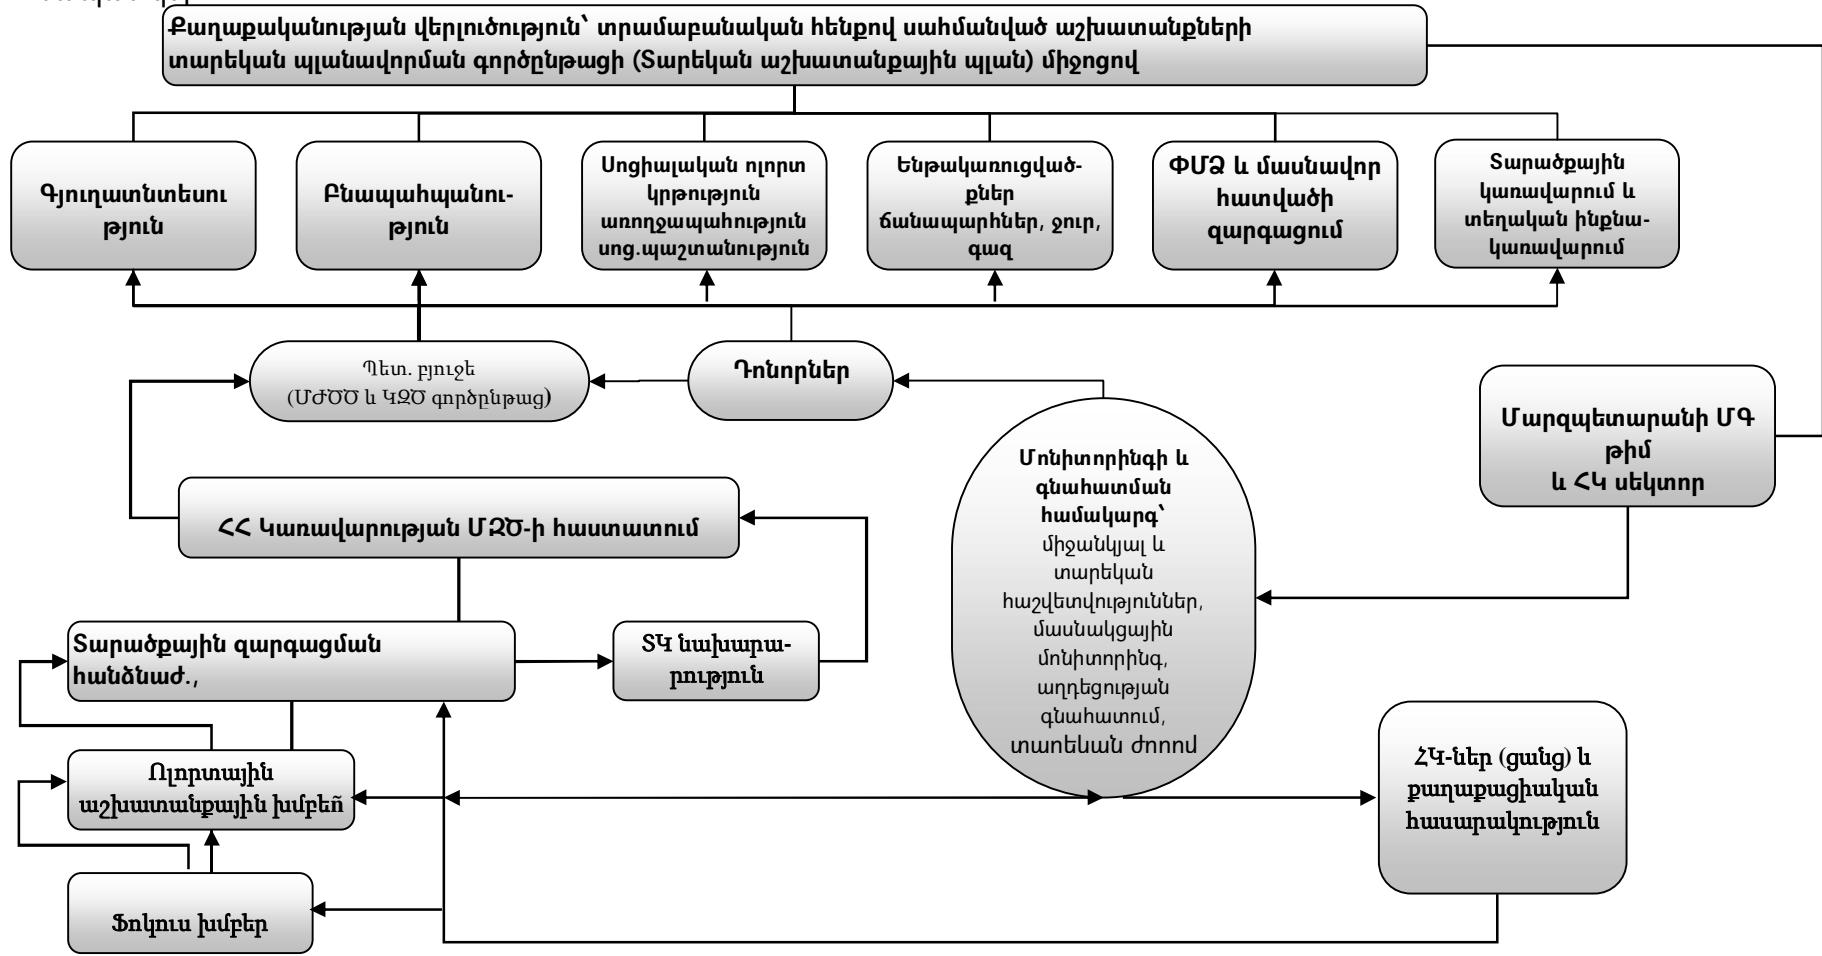 Քաղաքականության վերլուծություն՝ տրամաբանական հենքով սահմանված աշխատանքների
տարեկան պլանավորման գործընթացի (Տարեկան աշխատանքային պլան) միջոցով
Գյուղատնտեսու
թյուն
Բնապահպանու-
թյուն
Սոցիալական ոլորտ
կրթություն
առողջապահություն
սոց.պաշտանություն
Ենթակառուցված-
քներ
ճանապարհներ, ջուր,
գազ
ՓՄՁ և մասնավոր
հատվածի
զարգացում
Տարածքային
կառավարում և
տեղական ինքնա-
կառավարում
Պետ. բյուջե
(ՄԺԾԾ և ԿԶԾ գործընթաց)
Դոնորներ
Մարզպետարանի ՄԳ
թիմ
և ՀԿ սեկտոր
Մոնիտորինգի և
գնահատման
համակարգ՝
միջանկյալ և
տարեկան
հաշվետվություններ,
մասնակցային
մոնիտորինգ,
աղդեցության
գնահատում,
տարեկան ժողով
ՀՀ Կառավարության ՄԶԾ-ի հաստատում
Տարածքային զարգացման
հանձնաժ.,
ՏԿ նախարա-
րություն
Ոլորտային
աշխատանքային խմբեñ
ՀԿ-ներ (ցանց) և
քաղաքացիական
հասարակություն
Ֆոկուս խմբեր